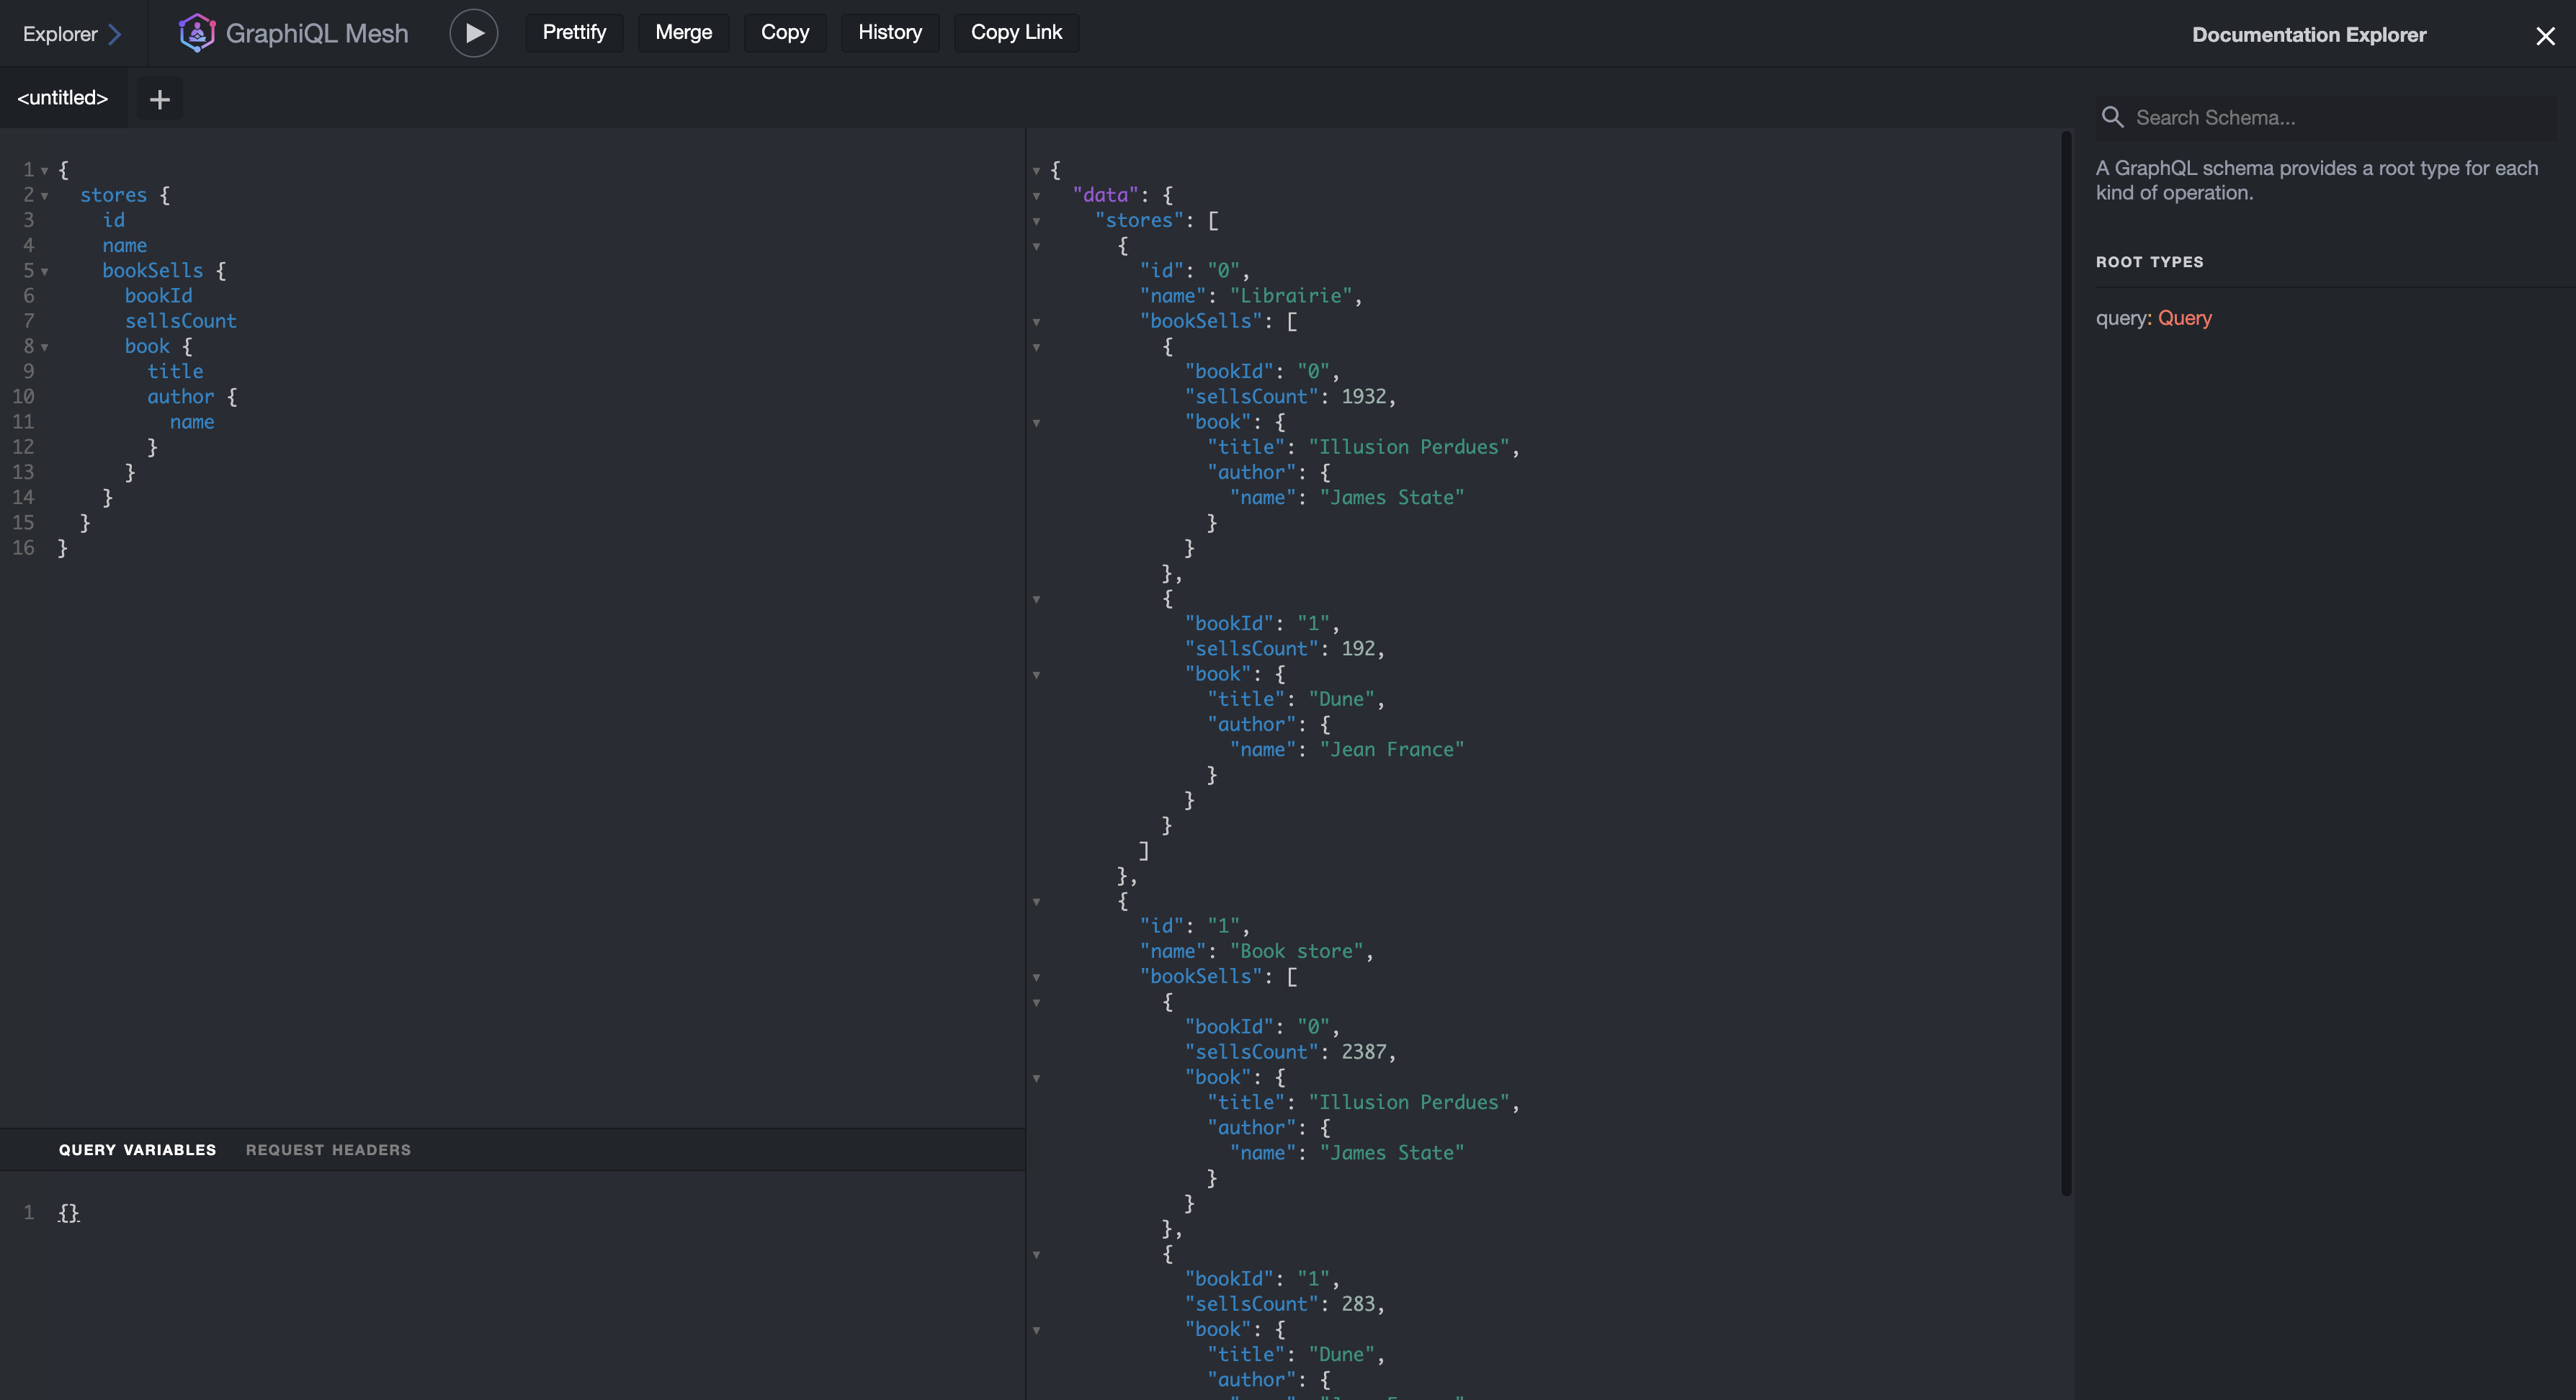 Explorer
GraphiQL Mesh
Prettify
Merge
Copy
History
Copy Link
Documentation Explorer
<untitled>
+
1 {
2 stores {
3 id
4 name
5 bookSells {
6 bookId
7 sellsCount
8 book {
9 title
10 author {
11 name
12 }
13 }
14 }
15 }
16 }
QUERY VARIABLES REQUEST HEADERS
1 {}
{
"data": {
"stores": [
{
"id": "0",
"name": "Librairie",
"bookSells": [
{
"bookId": "0",
"sellsCount": 1932,
"book": {
"title": "Illusion Perdues",
"author": {
"name": "James State"
}
}
},
{
"bookId": "1",
"sellsCount": 192,
"book": {
"title": "Dune",
"author": {
"name": "Jean France"
}
}
}
]
},
{
"id": "1",
"name": "Book store",
"bookSells": [
{
"bookId": "0",
"sellsCount": 2387,
"book": {
"title": "Illusion Perdues",
"author": {
"name": "James State"
}
}
},
{
"bookId": "1",
"sellsCount": 283,
"book": {
"title": "Dune",
"author": {
Search Schema...
A GraphQL schema provides a root type for each
kind of operation.
ROOT TYPES
query: Query